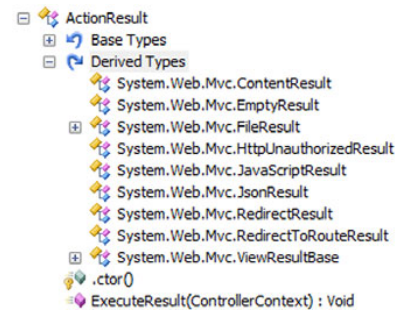 ActionResult
Base Types
Derived Types
System.Web.Mvc.ContentResult
System.Web.Mvc.EmptyResult
System.Web.Mvc.FileResult
System.Web.Mvc.HttpUnauthorizedResult
System.Web.Mvc.JavaScriptResult
System.Web.Mvc.JsonResult
System.Web.Mvc.RedirectResult
System.Web.Mvc.RedirectToRouteResult
System.Web.Mvc.ViewResultBase
.ctor()
ExecuteResult(ControllerContext) : Void